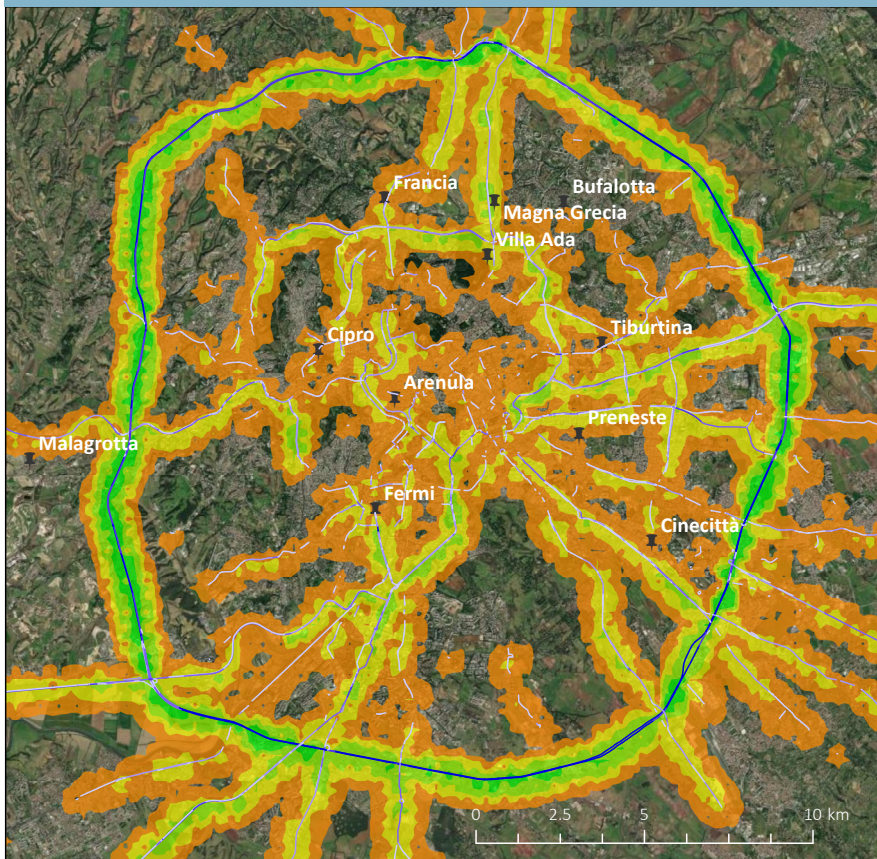 Francia
Bufalotta
Magna Grecia
Villa Ada
Cipro
Tiburtina
Arenula
Preneste
Malagrotta
Fermi
Cinecittà
0 2.5 5 10 km